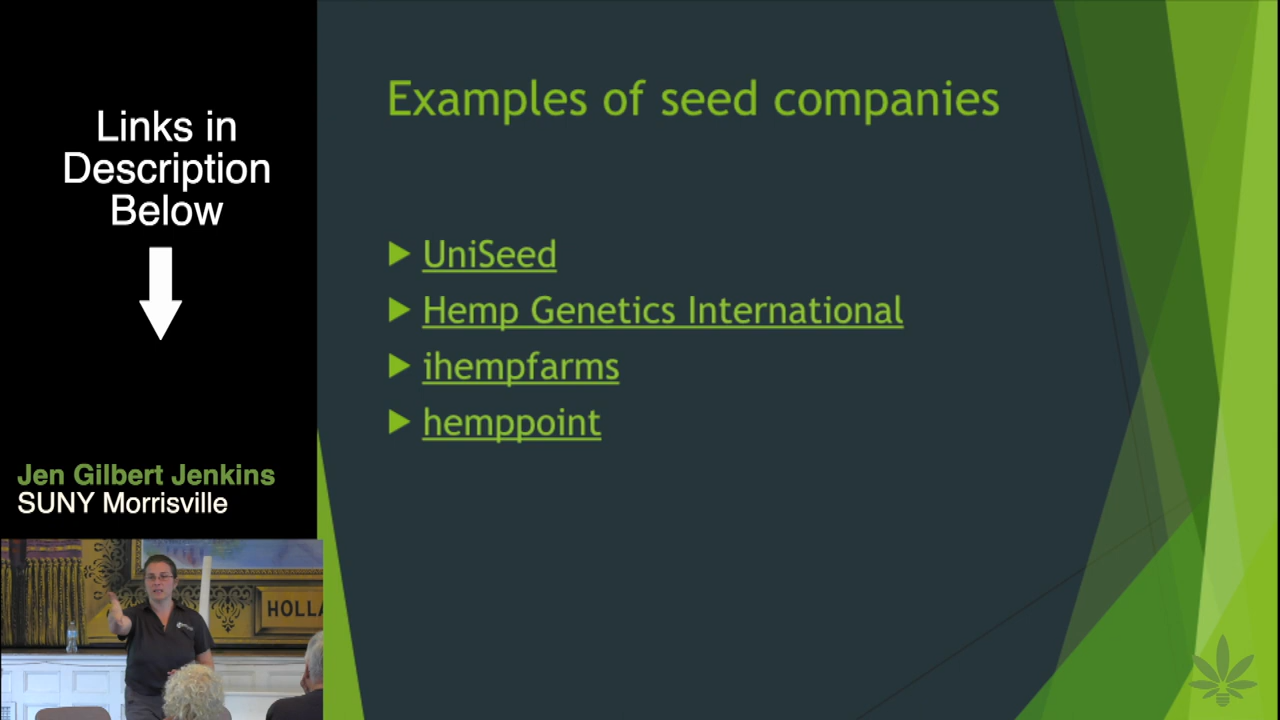 Links in
Description
Below
Jen Gilbert Jenkins
SUNY Morrisville
HOLLA
Examples of seed companies
UniSeed
Hemp Genetics International
ihempfarms
hemppoint